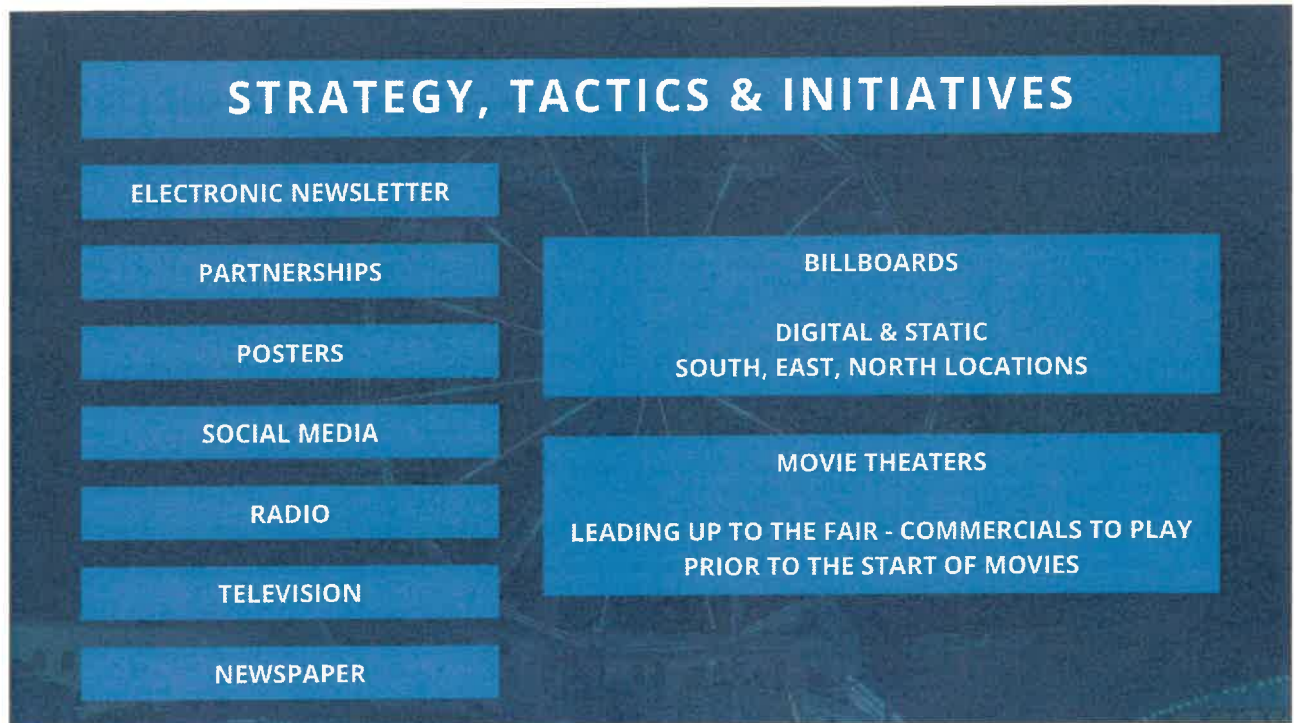 STRATEGY, TACTICS & INITIATIVES
ELECTRONIC NEWSLETTER
PARTNERSHIPS
POSTERS
SOCIAL MEDIA
RADIO
TELEVISION
NEWSPAPER
BILLBOARDS
DIGITAL & STATIC
SOUTH, EAST, NORTH LOCATIONS
MOVIE THEATERS
LEADING UP TO THE FAIR - COMMERCIALS TO PLAY
PRIOR TO THE START OF MOVIES